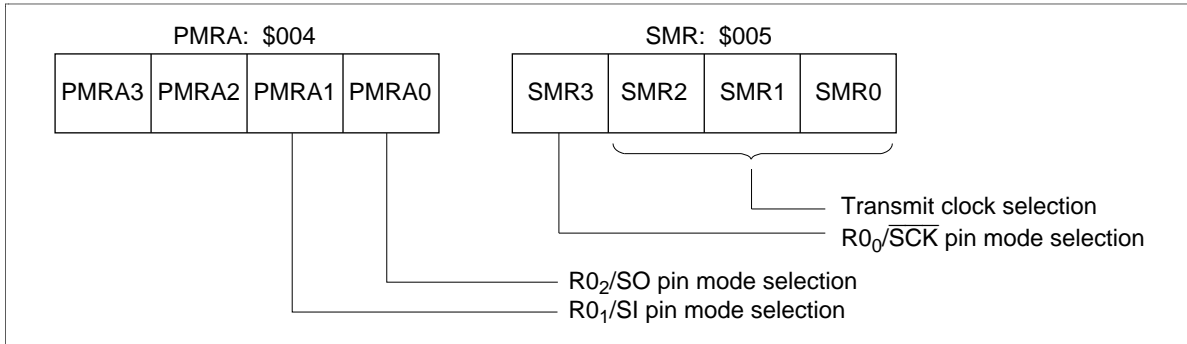 PMRA: $004
SMR: $005
PMRA3 PMRA2 PMRA1 PMRA0
SMR3 SMR2 SMR1 SMR0
Transmit clock selection
R0₀/S̅C̅K̅ pin mode selection
R0₂/SO pin mode selection
R0₁/SI pin mode selection